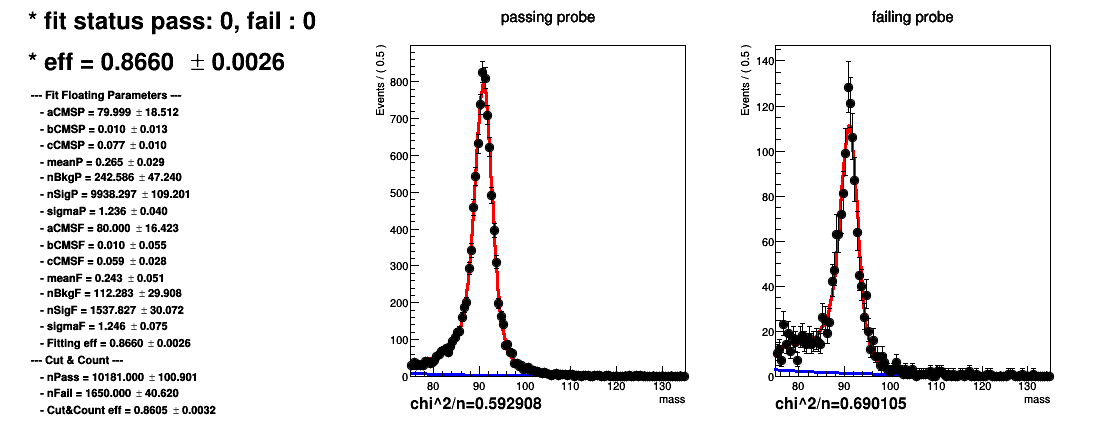 * fit status pass: 0, fail : 0
* eff = 0.8660 ± 0.0026
--- Fit Floating Parameters ---
- aCMSP = 79.999 ± 18.512
- bCMSP = 0.010 ± 0.013
- cCMSP = 0.077 ± 0.010
- meanP = 0.265 ± 0.029
- nBkgP = 242.586 ± 47.240
- nSigP = 9938.297 ± 109.201
- sigmaP = 1.236 ± 0.040
- aCMSF = 80.000 ± 16.423
- bCMSF = 0.010 ± 0.055
- cCMSF = 0.059 ± 0.028
- meanF = 0.243 ± 0.051
- nBkgF = 112.283 ± 29.908
- nSigF = 1537.827 ± 30.072
- sigmaF = 1.246 ± 0.075
- Fitting eff = 0.8660 ± 0.0026
--- Cut & Count ---
- nPass = 10181.000 ± 100.901
- nFail = 1650.000 ± 40.620
- Cut&Count eff = 0.8605 ± 0.0032
passing probe
Events / ( 0.5 )
800
700
600
500
400
300
200
100
0
80 90 100 110 120 130
mass
chi^2/n=0.592908
failing probe
Events / ( 0.5 )
140
120
100
80
60
40
20
0
80 90 100 110 120 130
mass
chi^2/n=0.690105